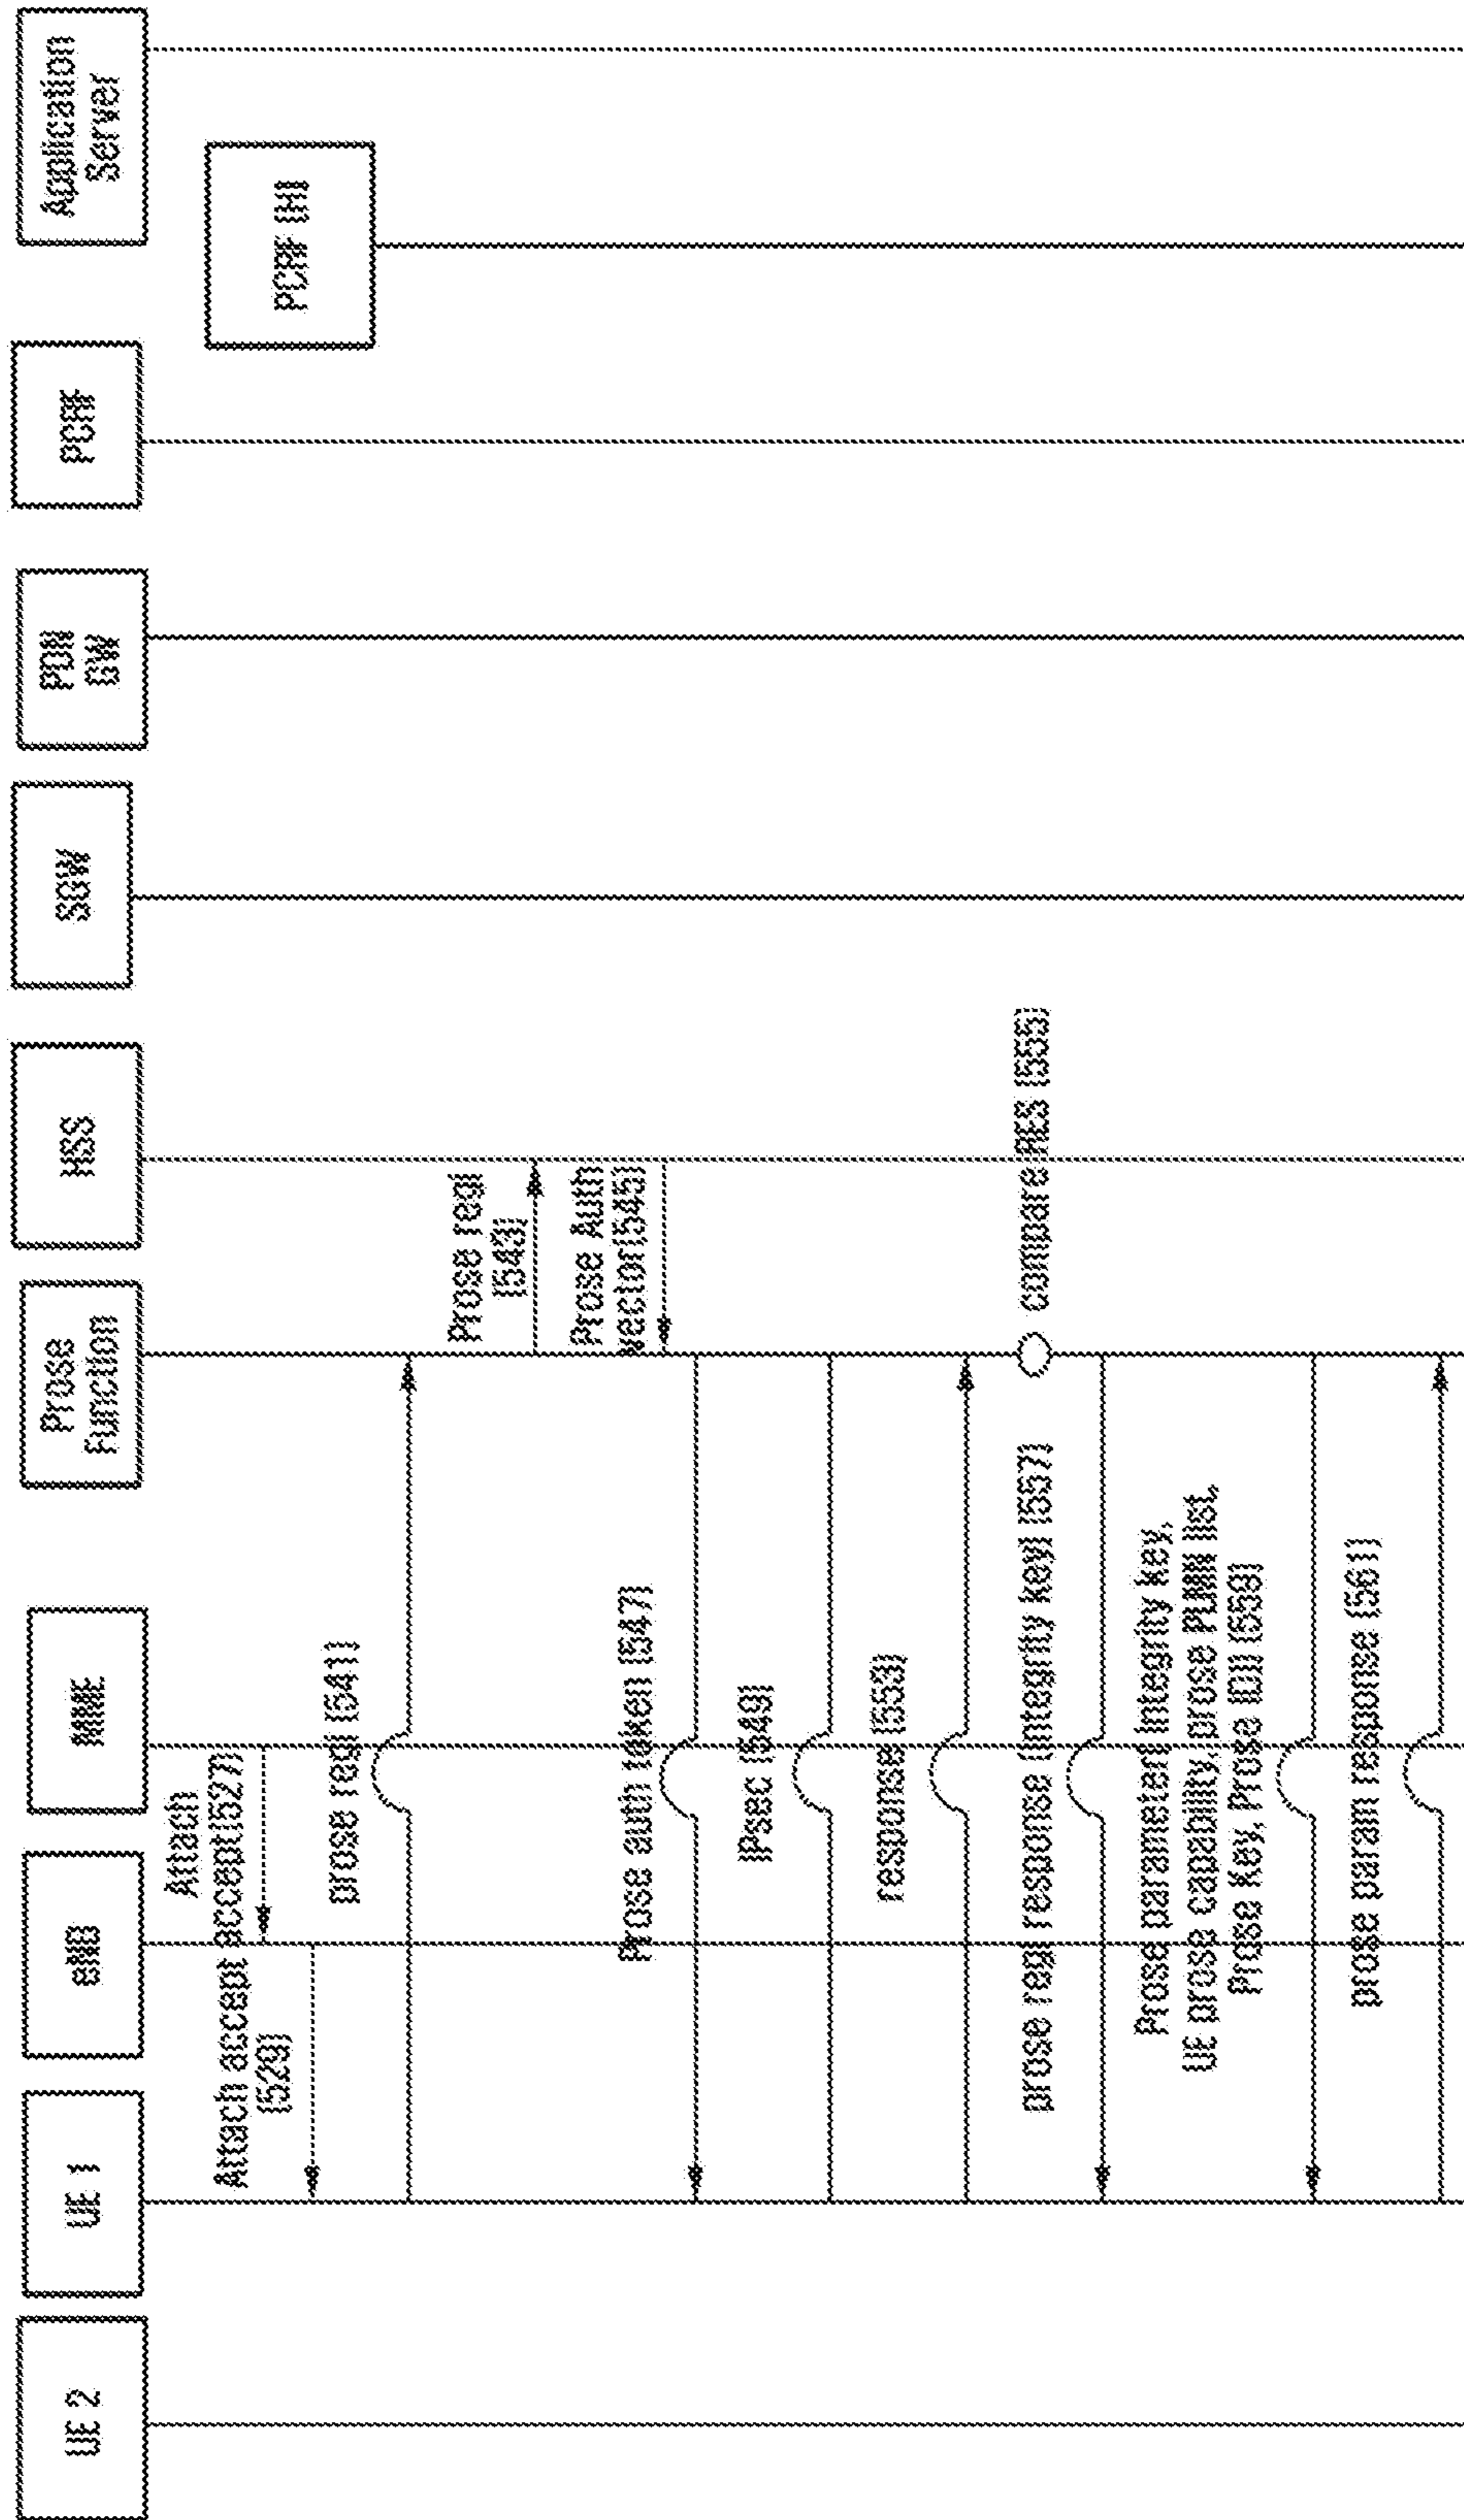 UE 2
UE 1
eNB
MME
Prose
Function
HSS
SGW
PDN
GW
PCRF
Application
Server
PCRF (H)
Attach
accept(527)
Attach accept
(529)
prose regi (541)
Prose regi
(543)
Prose Auth
vector(545)
Prose auth token (547)
IPsec (549)
response (553)
compare RES (555)
prose regi response (integrity key) (557)
Prose parameter( integrity key,
UE prose capability, prose PLMN list,
Prose Key, Prose ID)) (559)
prose param response (561)